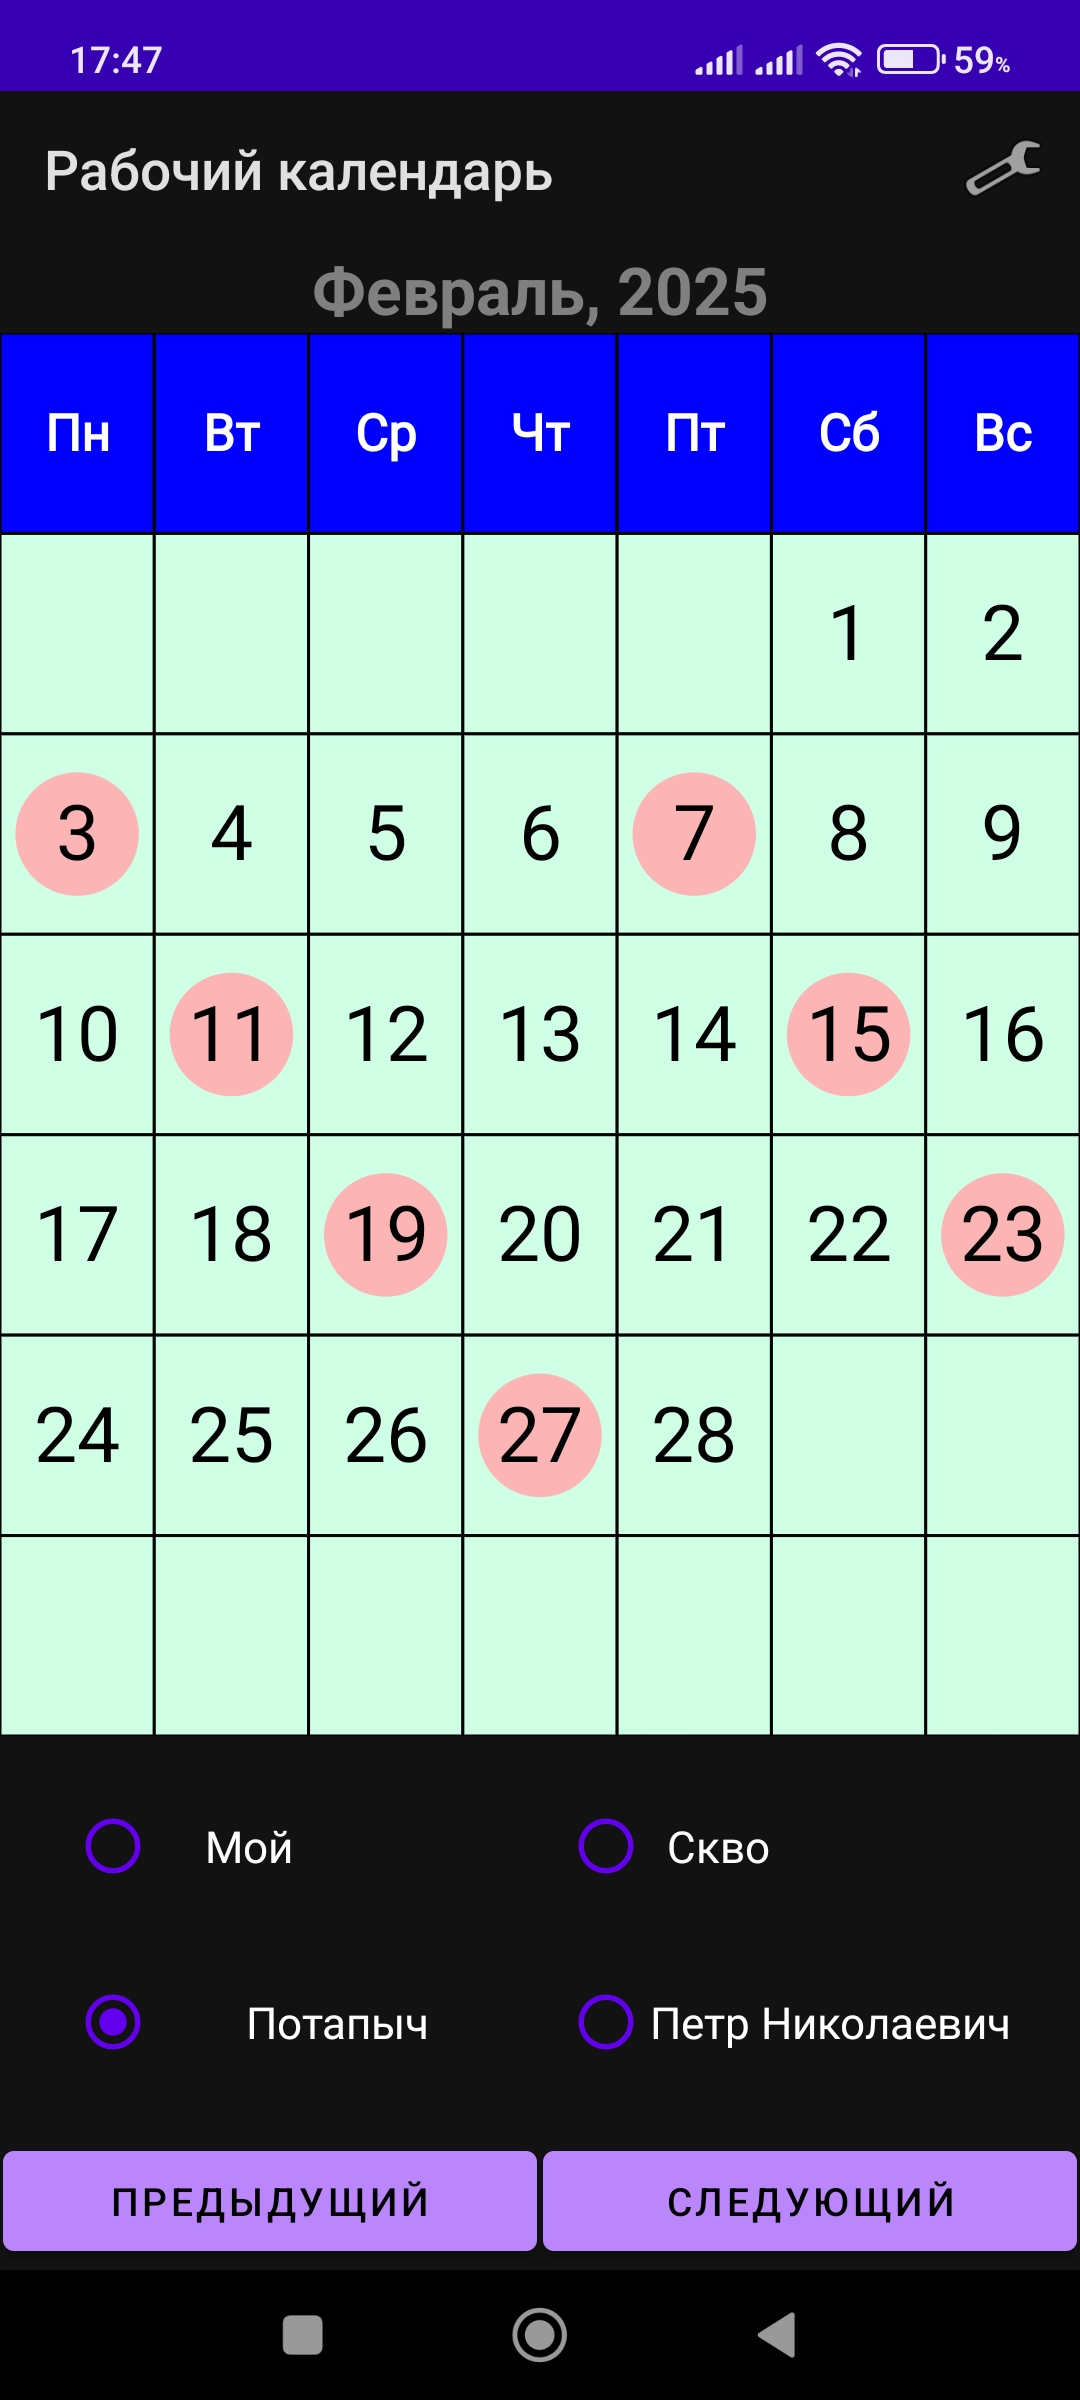 17:47 59%
Рабочий календарь
Февраль, 2025
Пн Вт Ср Чт Пт Сб Вс
1 2
3 4 5 6 7 8 9
10 11 12 13 14 15 16
17 18 19 20 21 22 23
24 25 26 27 28
Мой Скво
Потапыч Петр Николаевич
ПРЕДЫДУЩИЙ СЛЕДУЮЩИЙ